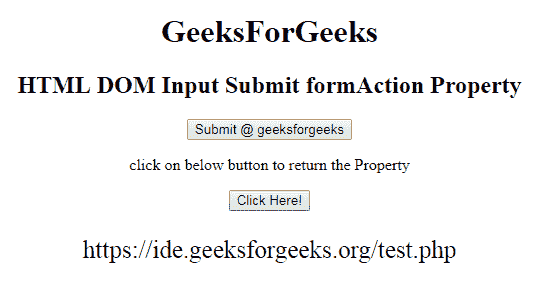 GeeksForGeeks
HTML DOM Input Submit formAction Property
Submit @ geeksforgeeks
click on below button to return the Property
Click Here!
https://ide.geeksforgeeks.org/test.php